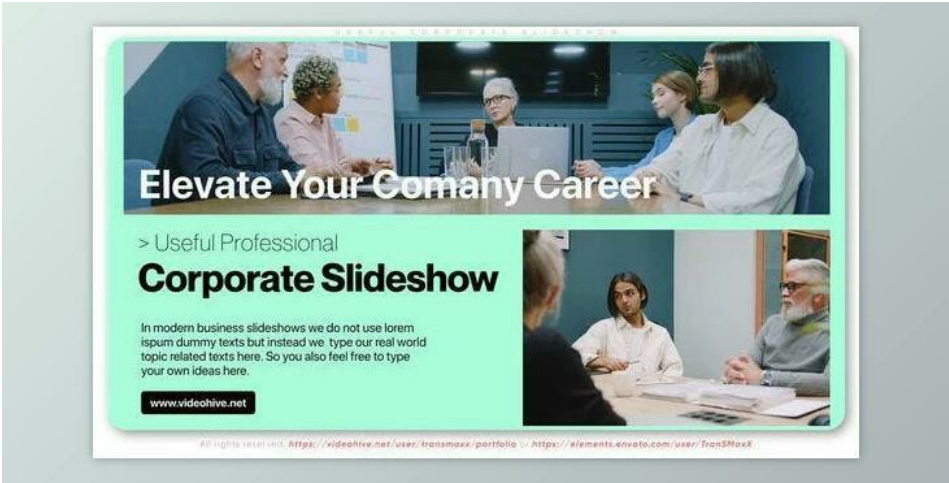 USEFUL CORPORATE SLIDESHOW
Elevate Your Comany Career
> Useful Professional
Corporate Slideshow
In modern business slideshows we do not use lorem
ispum dummy texts but instead we type our real world
topic related texts here. So you also feel free to type
your own ideas here.
www.videohive.net
All rights reserved. https://videohive.net/user/transmaxx/portfolio or https://elements.envato.com/user/TranSMaxX